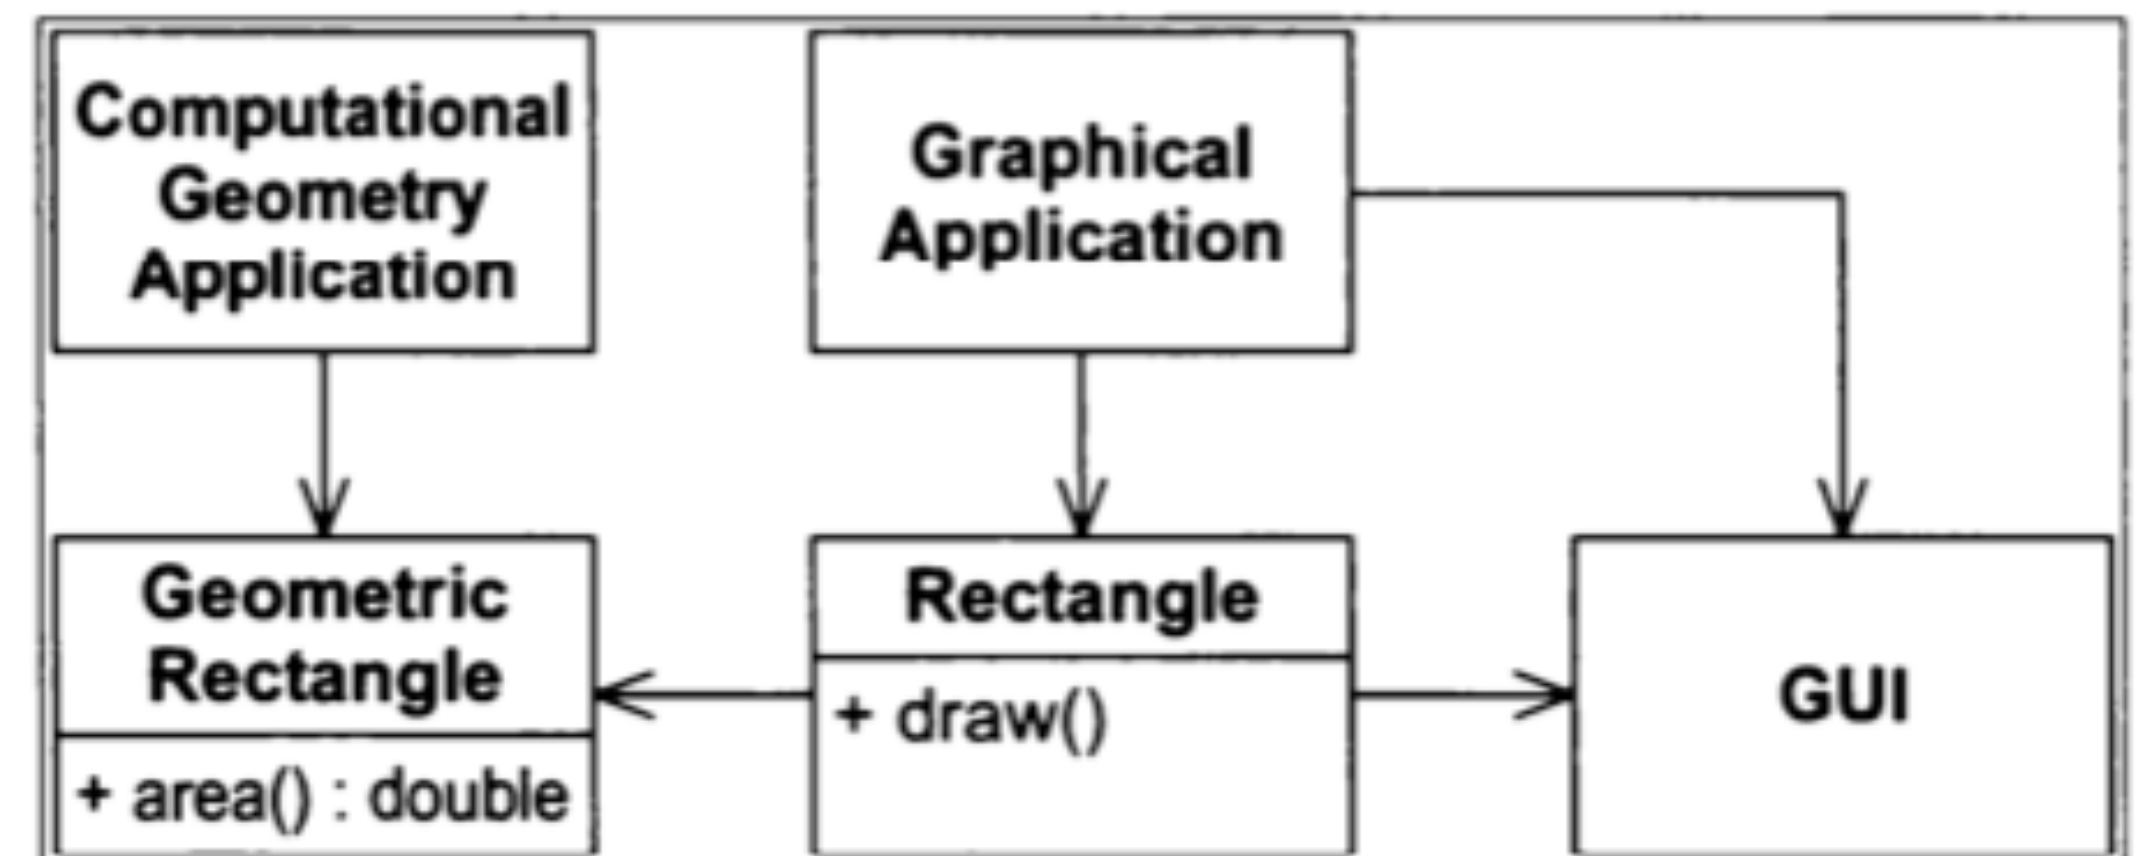 Computational
Geometry
Application
Graphical
Application
Geometric
Rectangle
+ area() : double
Rectangle
+ draw()
GUI